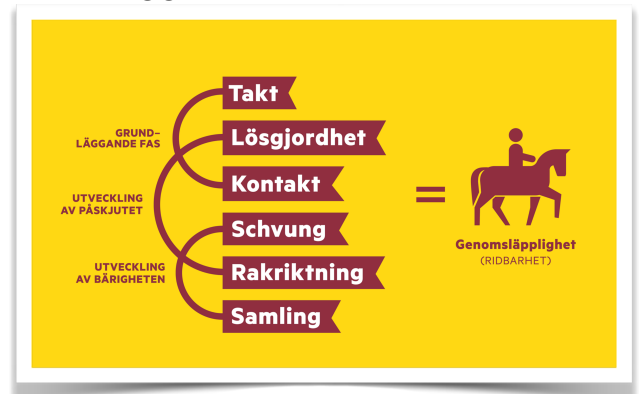 Takt
GRUND-
LÄGGANDE FAS
Lösgjordhet
Kontakt
UTVECKLING
AV PÅSKJUTET
Schvung
UTVECKLING
AV BÄRIGHETEN
Rakriktning
Samling
=
Genomsläpplighet
(RIDBARHET)